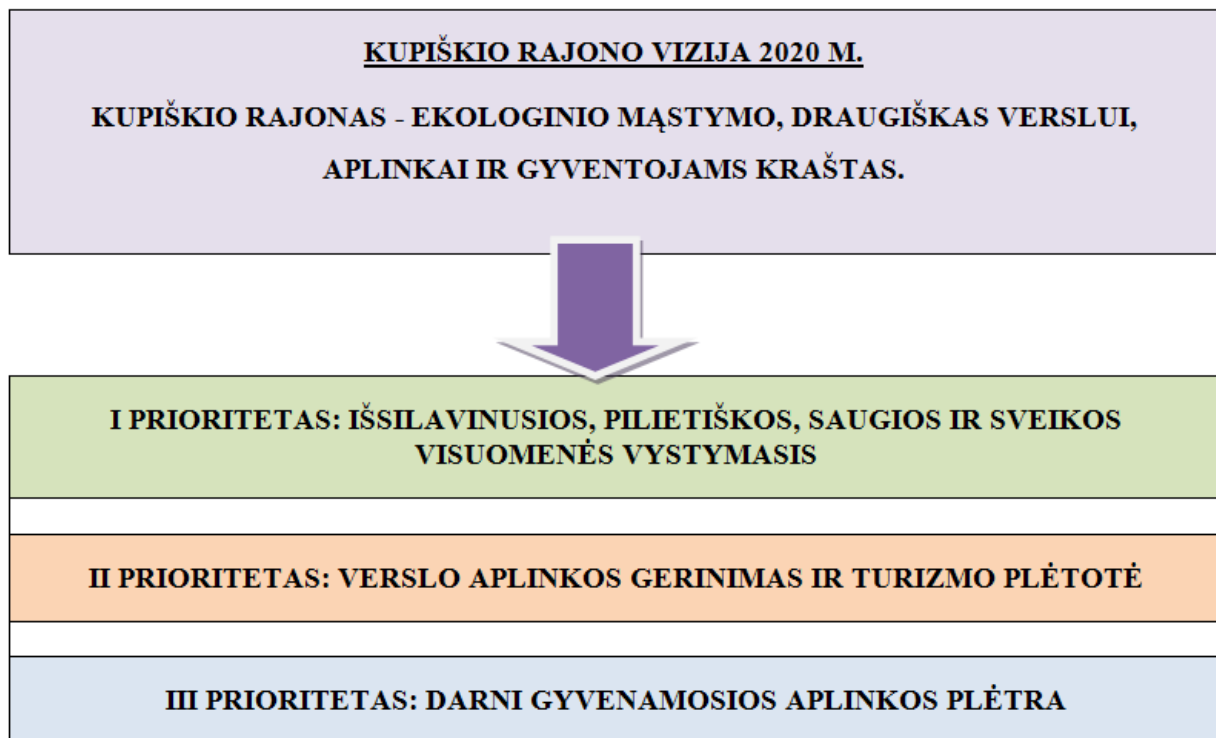 KUPIŠKIO RAJONO VIZIJA 2020 M.
KUPIŠKIO RAJONAS - EKOLOGINIO MĄSTYMO, DRAUGIŠKAS VERSLUI,
APLINKAI IR GYVENTOJAMS KRAŠTAS.
I PRIORITETAS: IŠSILAVINUSIOS, PILIETIŠKOS, SAUGIOS IR SVEIKOS
VISUOMENĖS VYSTYMASIS
II PRIORITETAS: VERSLO APLINKOS GERINIMAS IR TURIZMO PLĖTOTĖ
III PRIORITETAS: DARNI GYVENAMOSIOS APLINKOS PLĖTRA